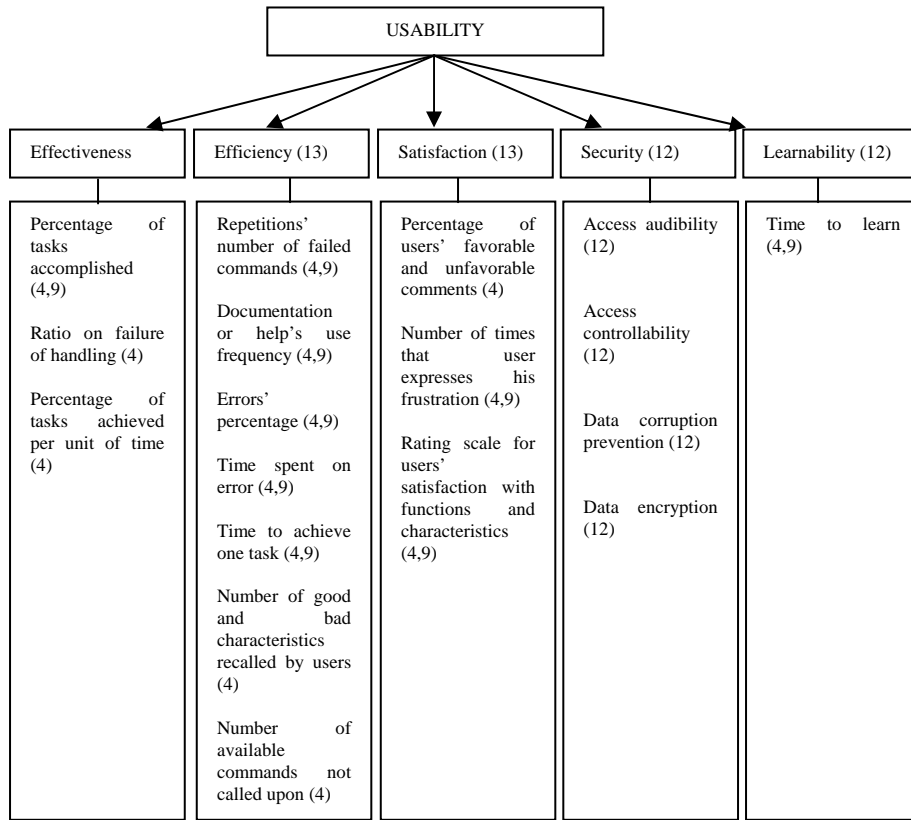 USABILITY
Effectiveness
Efficiency (13)
Satisfaction (13)
Security (12)
Learnability (12)
Percentage of
tasks
accomplished
(4,9)
Ratio on failure
of handling (4)
Percentage of
tasks achieved
per unit of time
(4)
Repetitions'
number of failed
commands (4,9)
Documentation
or help's use
frequency (4,9)
Errors'
percentage (4,9)
Time spent on
error (4,9)
Time to achieve
one task (4,9)
Number of good
and bad
characteristics
recalled by users
(4)
Number of
available
commands not
called upon (4)
Percentage of
users' favorable
and unfavorable
comments (4)
Number of times
that user
expresses his
frustration (4,9)
Rating scale for
users'
satisfaction with
functions and
characteristics
(4,9)
Access audibility
(12)
Access
controllability
(12)
Data corruption
prevention (12)
Data encryption
(12)
Time to learn
(4,9)